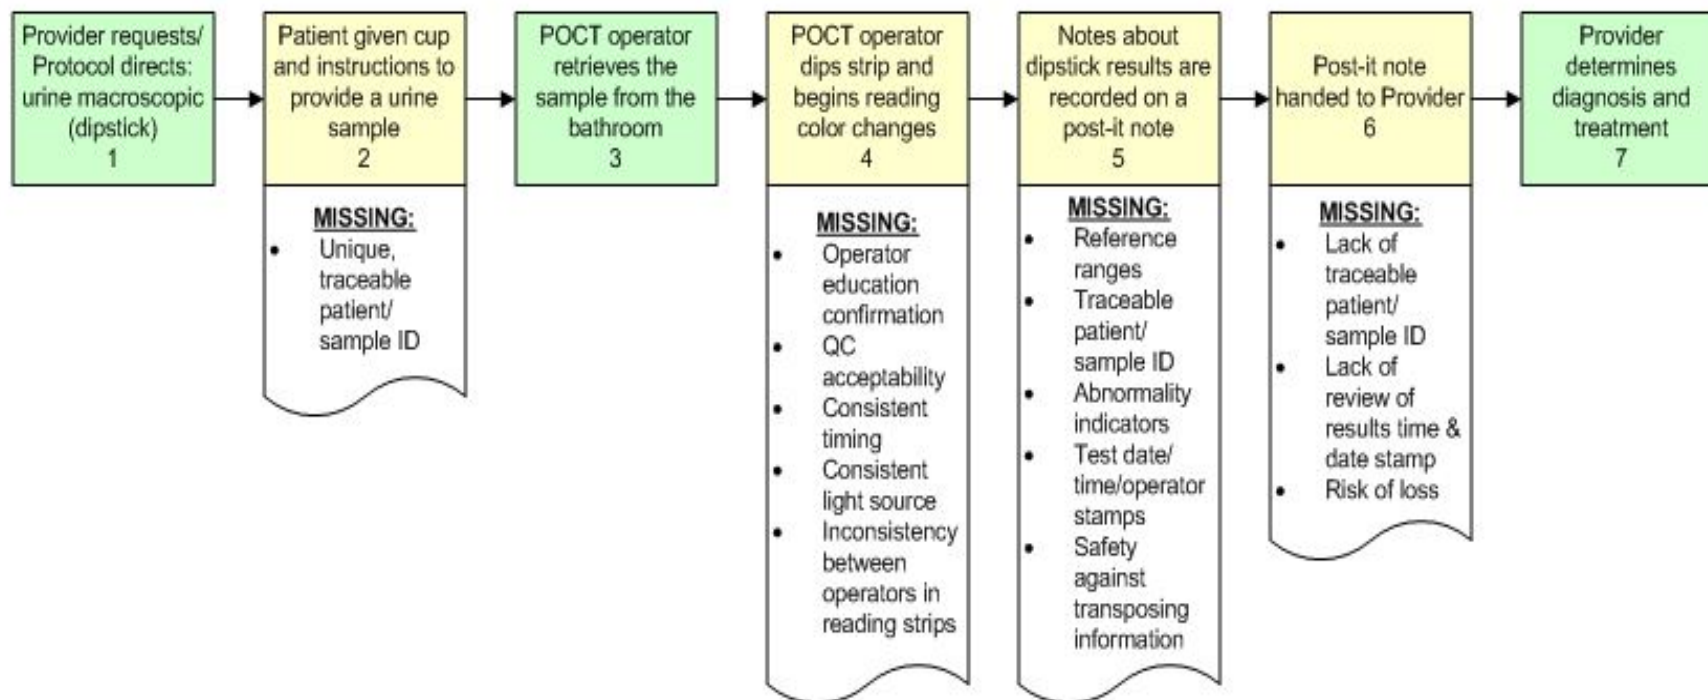 Provider requests/
Protocol directs:
urine macroscopic
(dipstick)
1
Patient given cup
and instructions to
provide a urine
sample
2
POCT operator
retrieves the
sample from the
bathroom
3
POCT operator
dips strip and
begins reading
color changes
4
Notes about
dipstick results are
recorded on a
post-it note
5
Post-it note
handed to Provider
6
Provider
determines
diagnosis and
treatment
7
MISSING:
• Unique,
traceable
patient/
sample ID
MISSING:
• Operator
education
confirmation
• QC
acceptability
• Consistent
timing
• Consistent
light source
• Inconsistency
between
operators in
reading strips
MISSING:
• Reference
ranges
• Traceable
patient/
sample ID
• Abnormality
indicators
• Test date/
time/operator
stamps
• Safety
against
transposing
information
MISSING:
• Lack of
traceable
patient/
sample ID
• Lack of
review of
results time &
date stamp
• Risk of loss